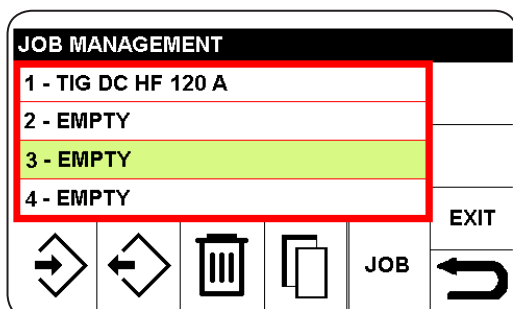 JOB MANAGEMENT
1 - TIG DC HF 120 A
2 - EMPTY
3 - EMPTY
4 - EMPTY
EXIT
JOB